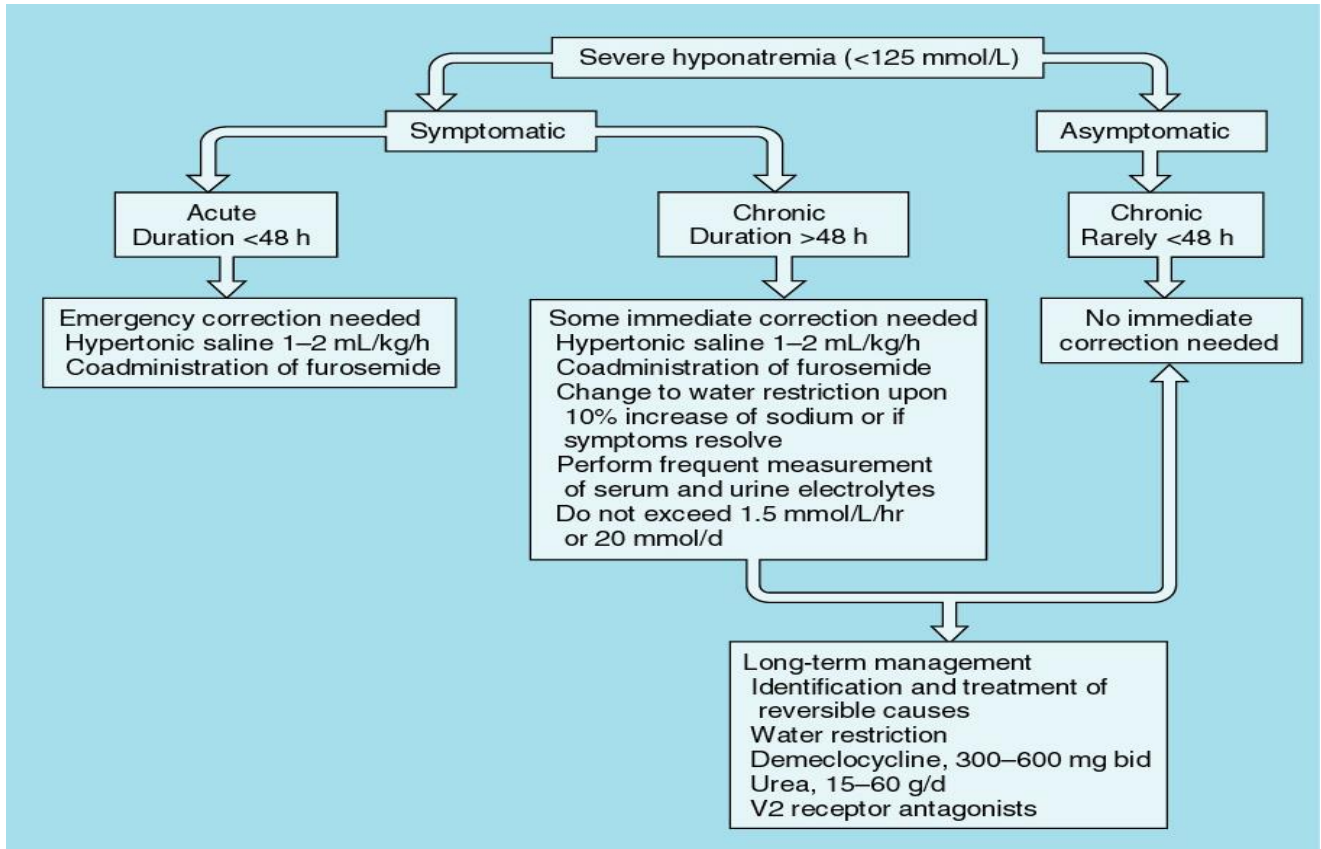 Severe hyponatremia (<125 mmol/L)
Symptomatic
Asymptomatic
Acute
Duration <48 h
Chronic
Duration >48 h
Chronic
Rarely <48 h
Emergency correction needed
Hypertonic saline 1–2 mL/kg/h
Coadministration of furosemide
Some immediate correction needed
Hypertonic saline 1–2 mL/kg/h
Coadministration of furosemide
Change to water restriction upon
10% increase of sodium or if
symptoms resolve
Perform frequent measurement
of serum and urine electrolytes
Do not exceed 1.5 mmol/L/hr
or 20 mmol/d
No immediate
correction needed
Long-term management
Identification and treatment of
reversible causes
Water restriction
Demeclocycline, 300–600 mg bid
Urea, 15–60 g/d
V2 receptor antagonists